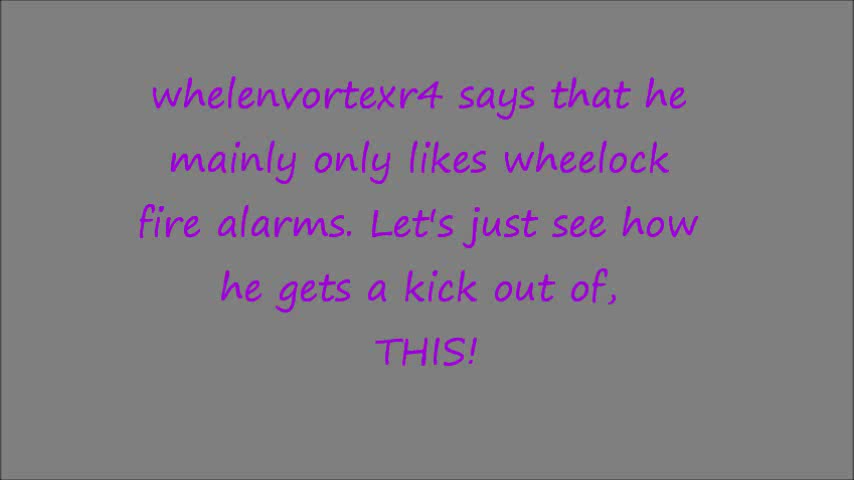 whelenvortexr4 says that he
mainly only likes wheelock
fire alarms. Let's just see how
he gets a kick out of,
THIS!